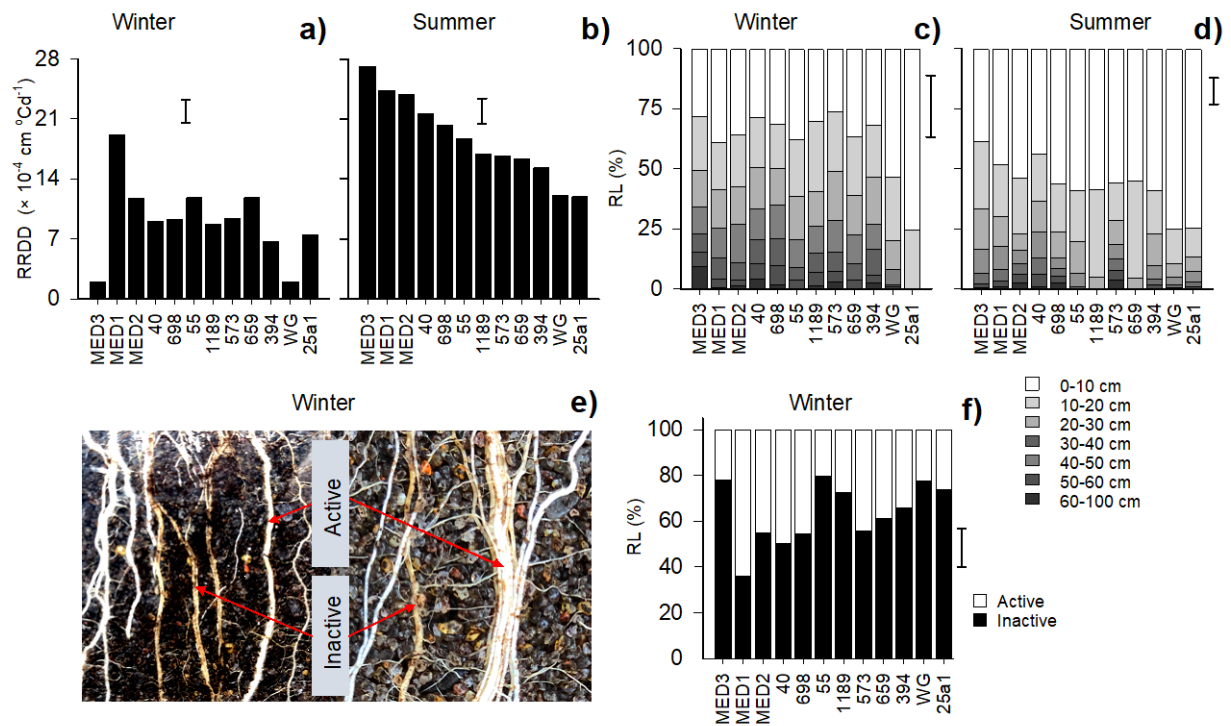 Winter
a)
Summer
b)
Winter
c)
d)
Summer
RRDD (× 10⁻⁴ cm °Cd⁻¹)
28
21
14
7
0
MED3
MED1
MED2
40
698
55
1189
573
659
394
WG
25a1
MED3
MED1
MED2
40
698
55
1189
573
659
394
WG
25a1
RL (%)
100
75
50
25
0
MED3
MED1
MED2
40
698
55
1189
573
659
394
WG
25a1
MED3
MED1
MED2
40
698
55
1189
573
659
394
WG
25a1
0-10 cm
10-20 cm
20-30 cm
30-40 cm
40-50 cm
50-60 cm
60-100 cm
Winter
e)
Active
Inactive
Winter
f)
RL (%)
100
80
60
40
20
0
MED3
MED1
MED2
40
698
55
1189
573
659
394
WG
25a1
Active
Inactive